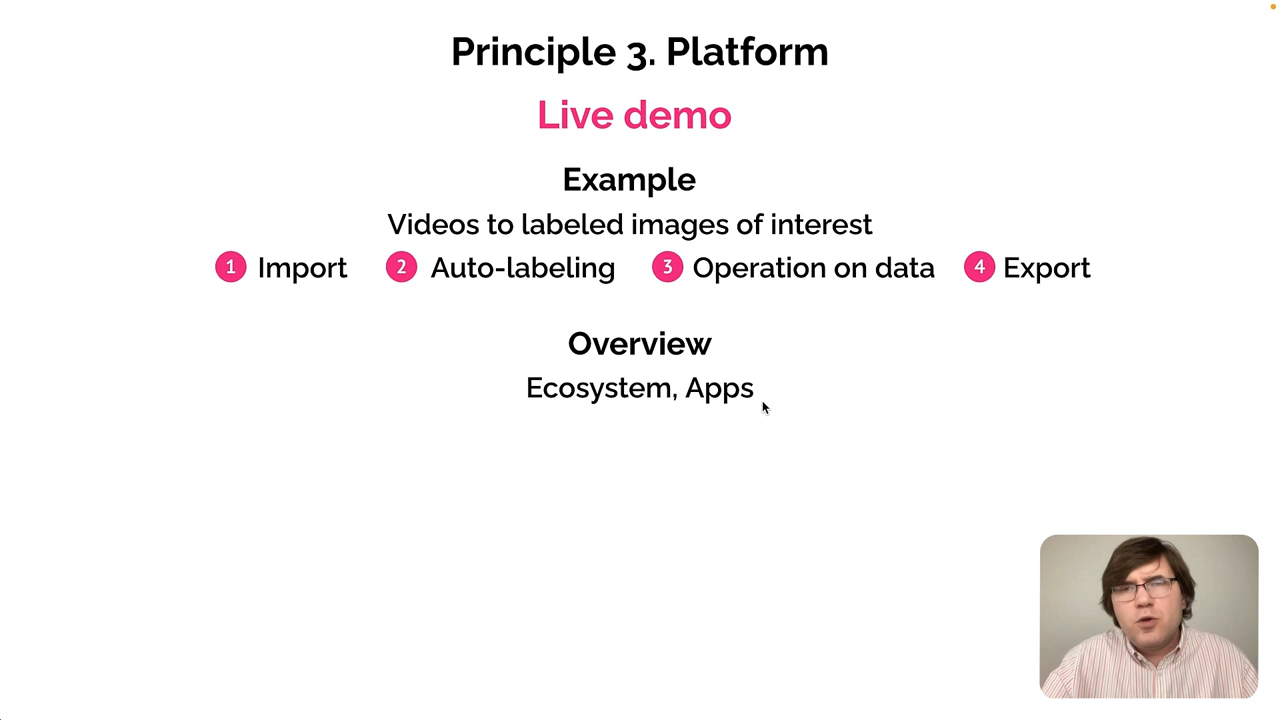 Principle 3. Platform
Live demo
Example
Videos to labeled images of interest
1 Import 2 Auto-labeling 3 Operation on data 4 Export
Overview
Ecosystem, Apps